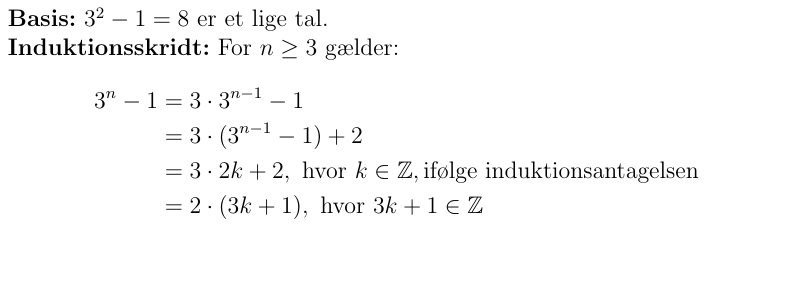 Basis: 3² − 1 = 8 er et lige tal.
Induktionsskridt: For n ≥ 3 gælder:
3ⁿ − 1 = 3 · 3ⁿ⁻¹ − 1
= 3 · (3ⁿ⁻¹ − 1) + 2
= 3 · 2k + 2, hvor k ∈ ℤ, ifølge induktionsantagelsen
= 2 · (3k + 1), hvor 3k + 1 ∈ ℤ